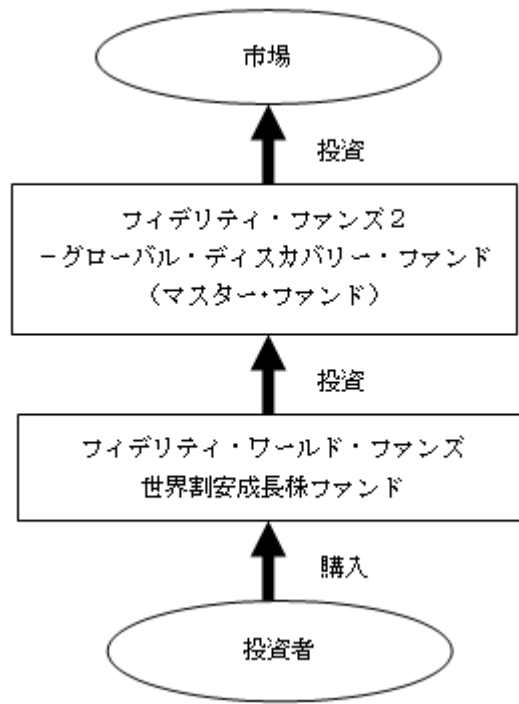 市場
投資
フィデリティ・ファンズ２
－グローバル・ディスカバリー・ファンド
（マスター・ファンド）
投資
フィデリティ・ワールド・ファンズ
世界割安成長株ファンド
購入
投資者